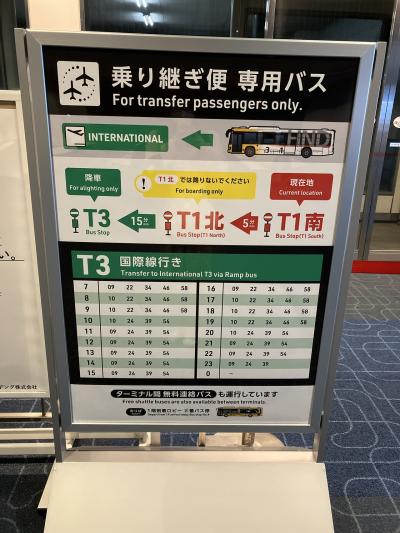 乗り継ぎ便 専用バス
For transfer passengers only.
INTERNATIONAL
HND
降車
For alighting only
T1北 では降りないでください
For boarding only
現在地
Current location
T3
Bus Stop
15分
T1北
Bus Stop(T1 North)
5分
T1南
Bus Stop(T1 South)
T3 国際線行き
Transfer to International T3 via Ramp bus
7 09 22 34 46 58
8 09 22 34 46 58
9 09 22 34 46 58
10 09 24 39 54
11 09 24 39 54
12 09 24 39 54
13 09 24 39 54
14 09 24 39 54
15 09 24 39 54
16 10 22 34 46 58
17 10 22 34 46 58
18 10 22 34 46 58
19 10 22 34 46 58
20 09 24 39 54
21 09 24 39 54
22 09 24 39 54
23 09 24 39
0 −
ターミナル間 無料連絡バス も運行しています
Free shuttle buses are also available between terminals.
のりば